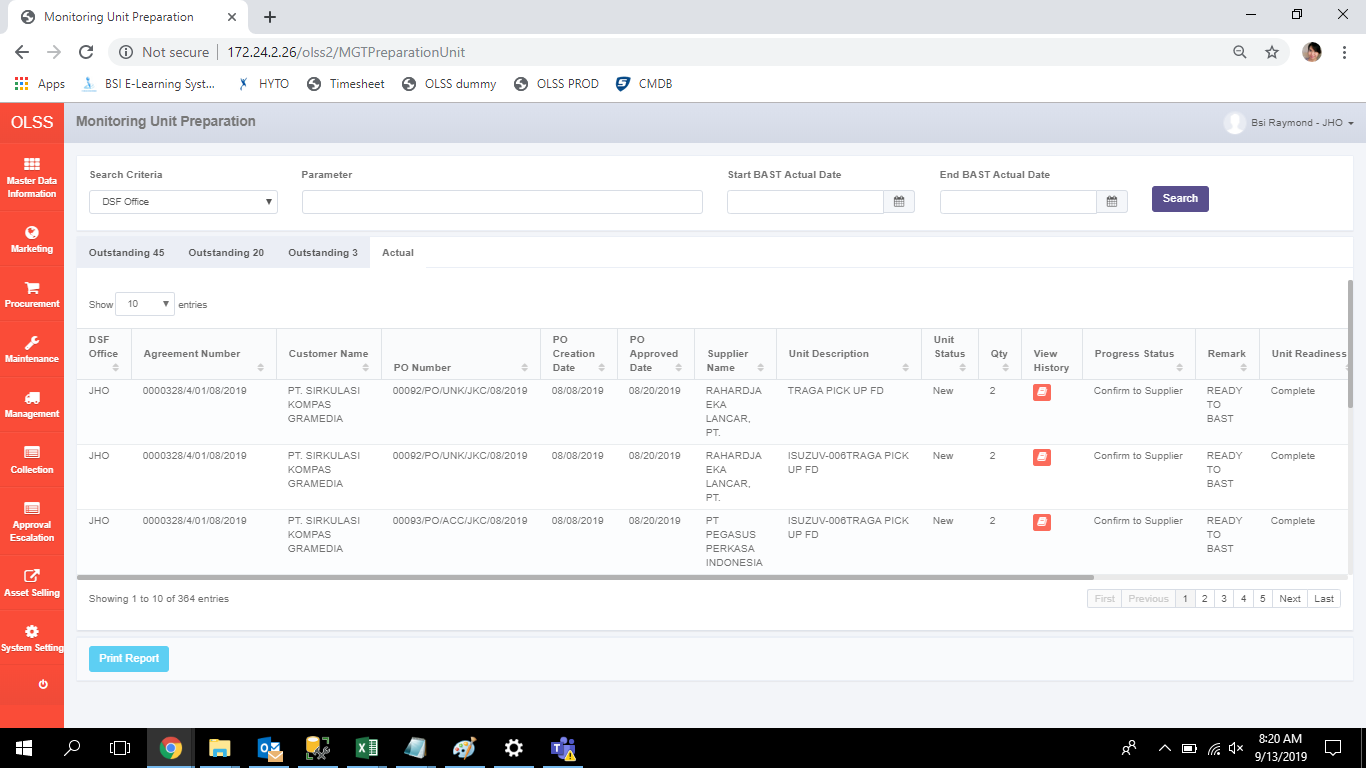 Monitoring Unit Preparation
Not secure | 172.24.2.26/olss2/MGTPreparationUnit
Apps BSI E-Learning Syst... HYTO Timesheet OLSS dummy OLSS PROD CMDB
OLSS Monitoring Unit Preparation Bsi Raymond - JHO
Master Data
Information
Marketing
Procurement
Maintenance
Management
Collection
Approval
Escalation
Asset Selling
System Setting
Search Criteria Parameter Start BAST Actual Date End BAST Actual Date
DSF Office Search
Outstanding 45 Outstanding 20 Outstanding 3 Actual
Show 10 entries
DSF Office Agreement Number Customer Name PO Number PO Creation Date PO Approved Date Supplier Name Unit Description Unit Status Qty View History Progress Status Remark Unit Readiness
JHO 0000328/4/01/08/2019 PT. SIRKULASI KOMPAS GRAMEDIA 00092/PO/UNK/JKC/08/2019 08/08/2019 08/20/2019 RAHARDJA EKA LANCAR, PT. TRAGA PICK UP FD New 2 Confirm to Supplier READY TO BAST Complete
JHO 0000328/4/01/08/2019 PT. SIRKULASI KOMPAS GRAMEDIA 00092/PO/UNK/JKC/08/2019 08/08/2019 08/20/2019 RAHARDJA EKA LANCAR, PT. ISUZUV-006TRAGA PICK UP FD New 2 Confirm to Supplier READY TO BAST Complete
JHO 0000328/4/01/08/2019 PT. SIRKULASI KOMPAS GRAMEDIA 00093/PO/ACC/JKC/08/2019 08/08/2019 08/20/2019 PT PEGASUS PERKASA INDONESIA ISUZUV-006TRAGA PICK UP FD New 2 Confirm to Supplier READY TO BAST Complete
Showing 1 to 10 of 364 entries First Previous 1 2 3 4 5 Next Last
Print Report
8:20 AM
9/13/2019